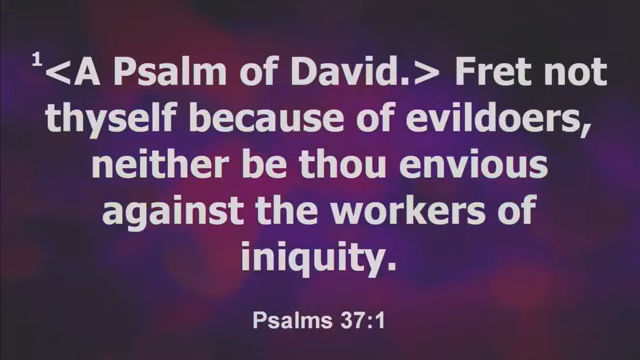 1<A Psalm of David.> Fret not
thyself because of evildoers,
neither be thou envious
against the workers of
iniquity.
Psalms 37:1